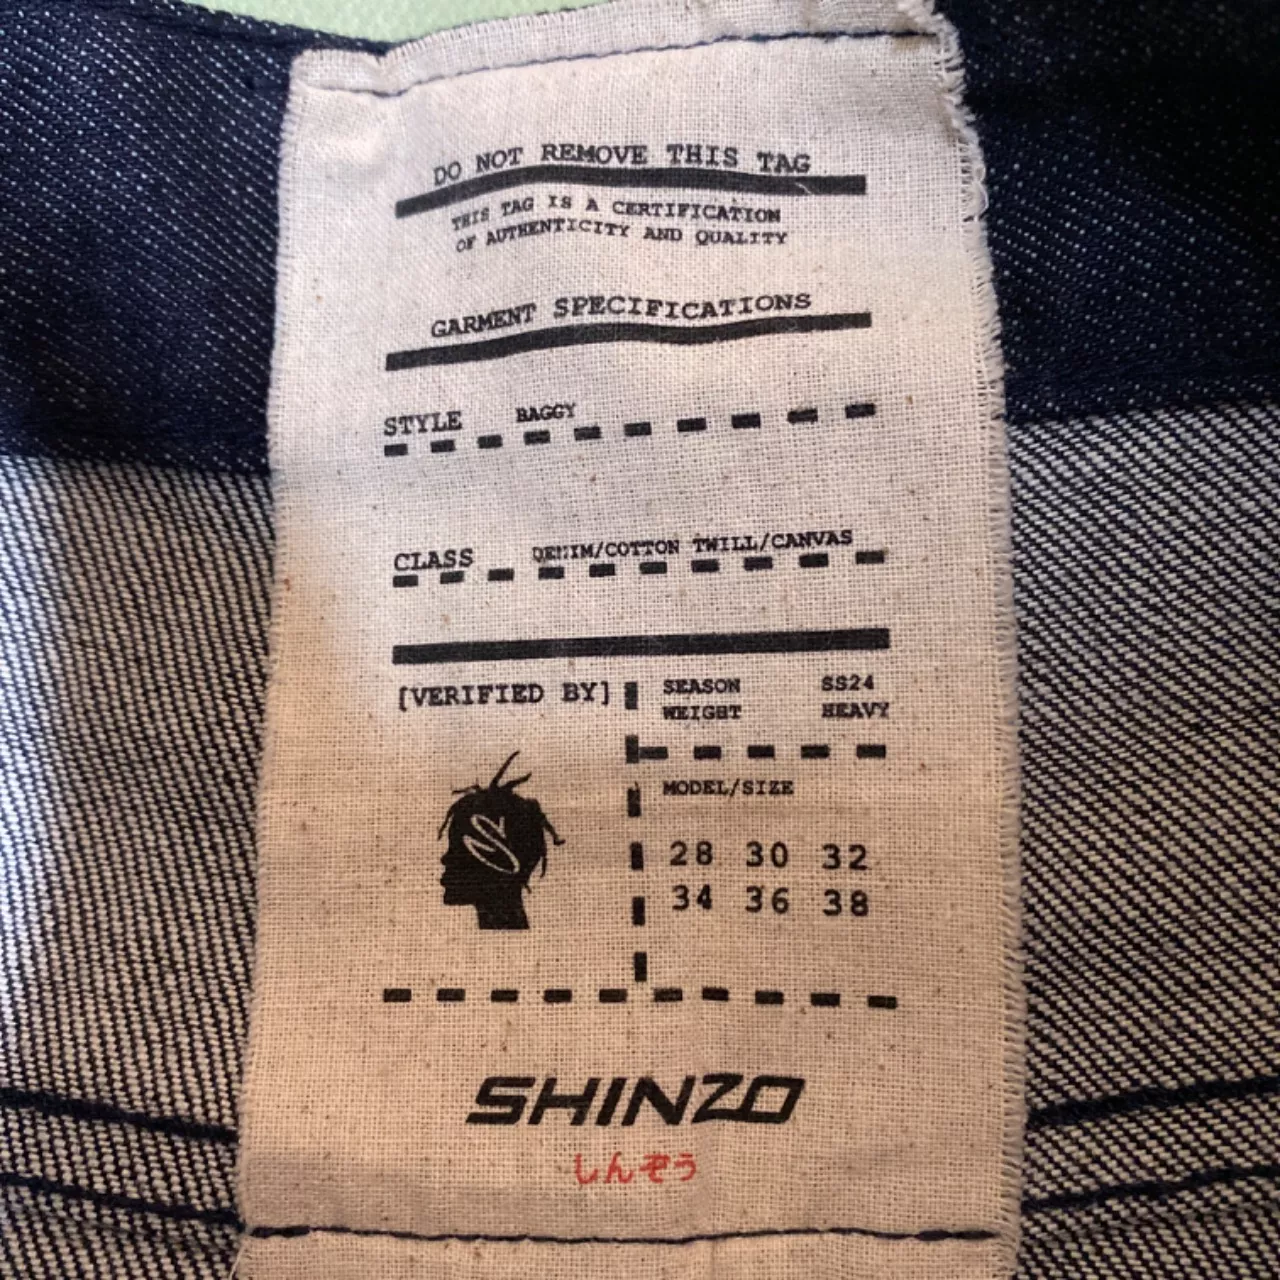 DO NOT REMOVE THIS TAG
THIS TAG IS A CERTIFICATION
OF AUTHENTICITY AND QUALITY
GARMENT SPECIFICATIONS
STYLE BAGGY
CLASS DENIM/COTTON TWILL/CANVAS
[VERIFIED BY]
SEASON SS24
WEIGHT HEAVY
MODEL/SIZE
28 30 32
34 36 38
S
SHINZO
しんぞう